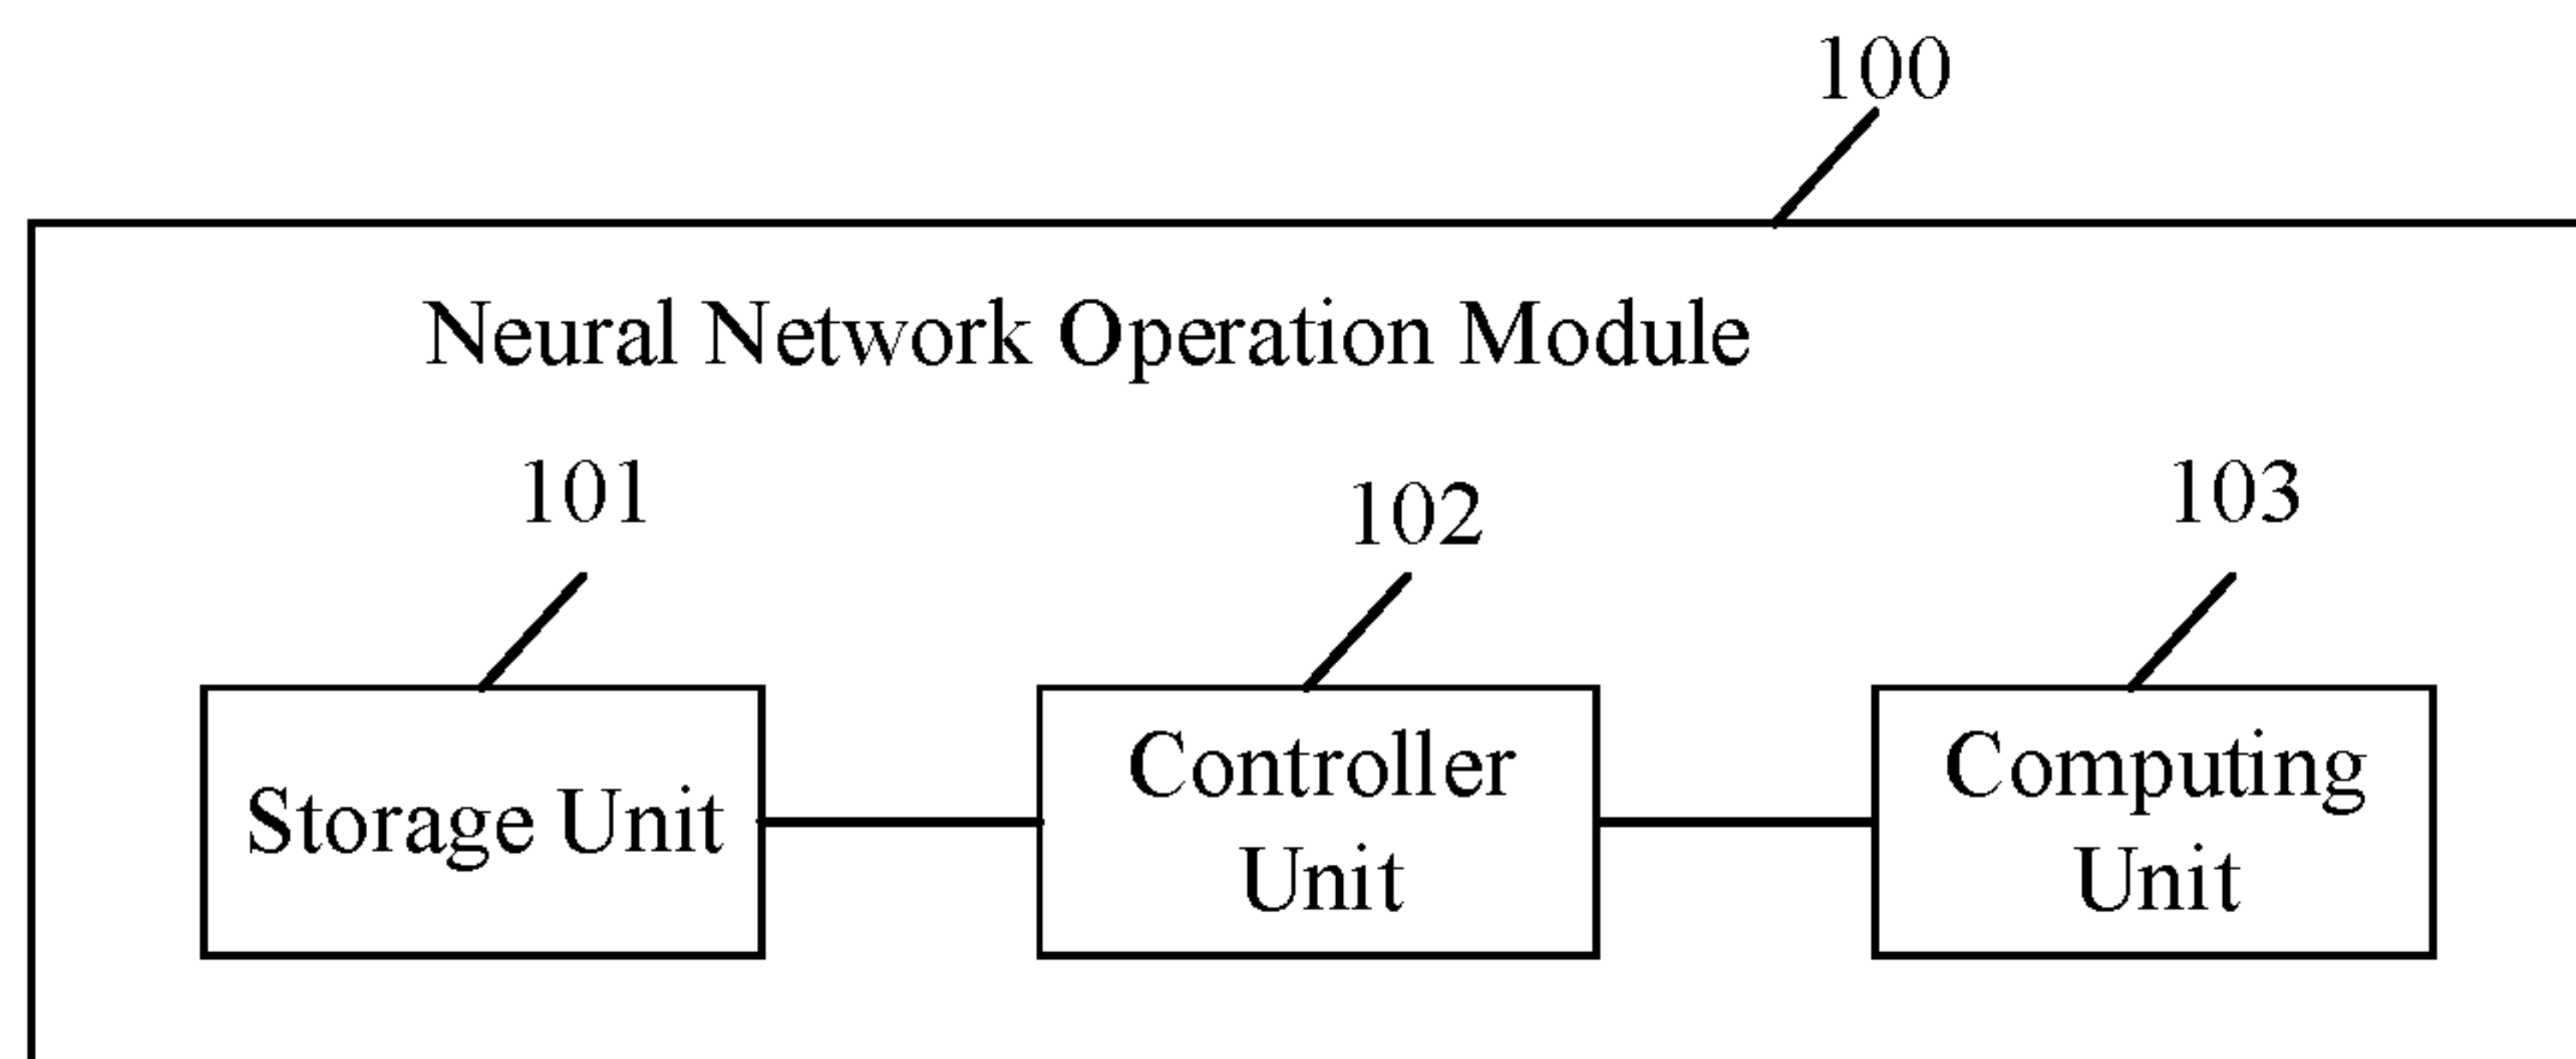 100
Neural Network Operation Module
101
102
103
Storage Unit
Controller
Unit
Computing
Unit